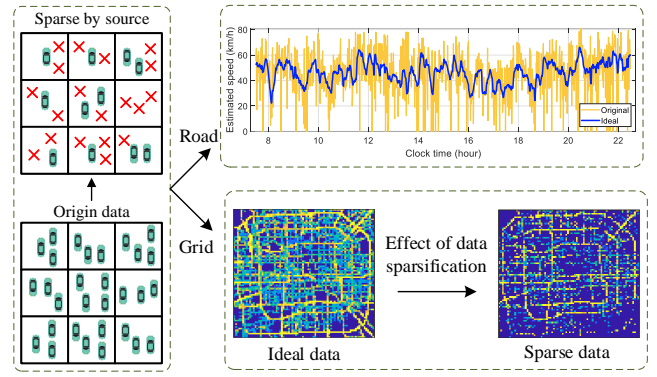 Sparse by source
Origin data
Road
Grid
Estimated speed (km/h)
80
60
40
20
0
Original
Ideal
8
10
12
14
16
18
20
22
Clock time (hour)
Effect of data
sparsification
Ideal data
Sparse data